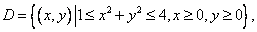 D = {(x, y) | 1 ≤ x² + y² ≤ 4, x ≥ 0, y ≥ 0},